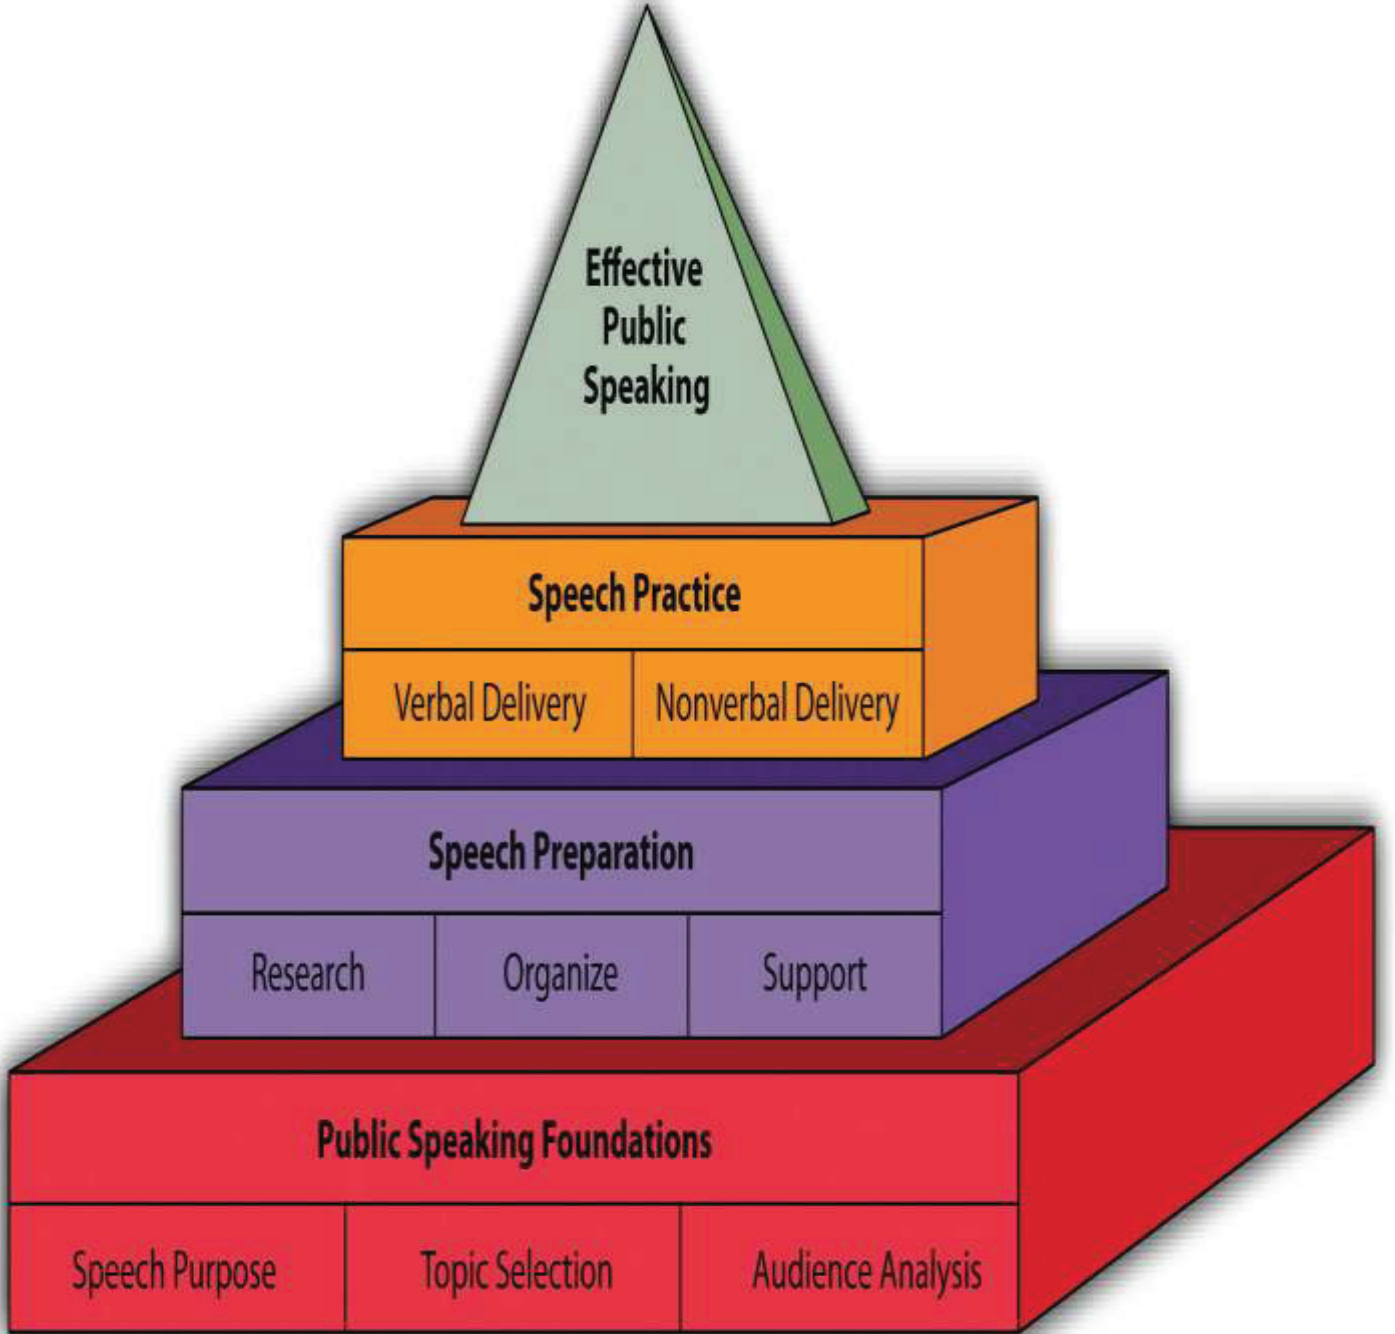 Effective
Public
Speaking
Speech Practice
Verbal Delivery
Nonverbal Delivery
Speech Preparation
Research
Organize
Support
Public Speaking Foundations
Speech Purpose
Topic Selection
Audience Analysis